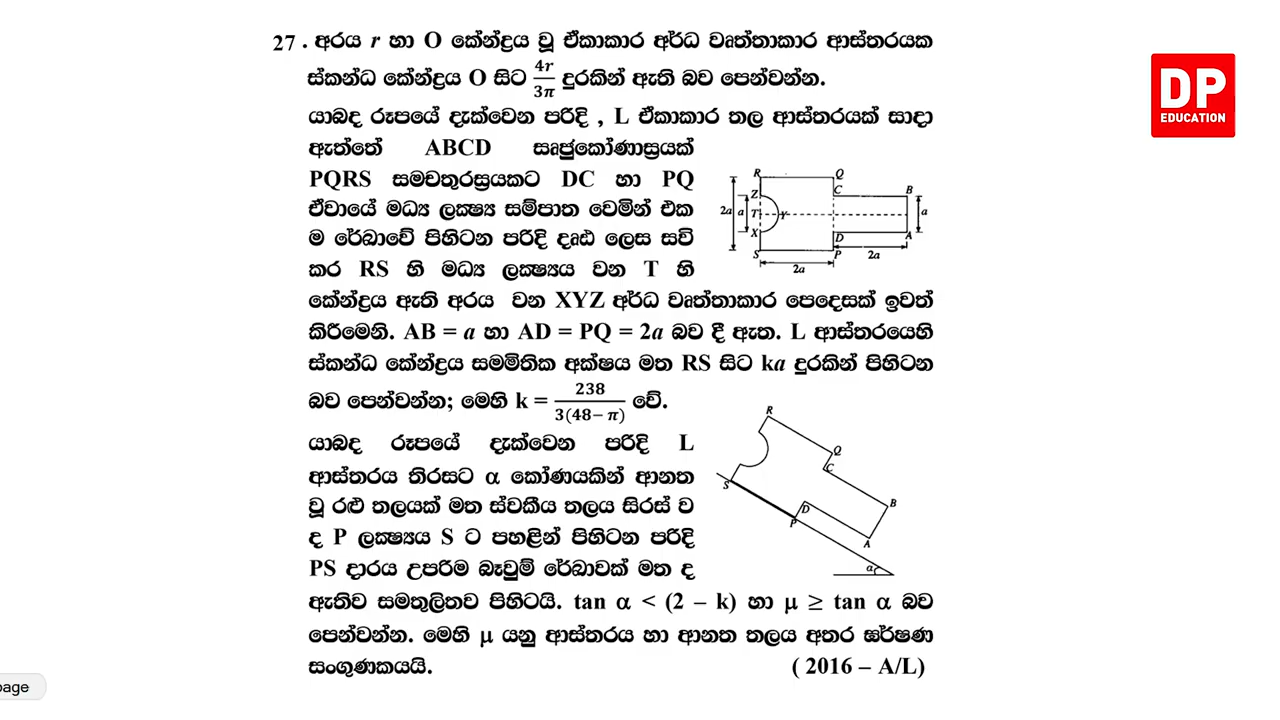 27 . අරය r හා O කේන්ද්‍රය වූ ඒකාකාර අර්ධ වෘත්තාකාර ආස්තරයක
ස්කන්ධ කේන්ද්‍රය O සිට 4r/3π දුරකින් ඇති බව පෙන්වන්න.
යාබද රූපයේ දැක්වෙන පරිදි , L ඒකාකාර තල ආස්තරයක් සාදා
ඇත්තේ ABCD ඍජුකෝණාස්‍රයක්
PQRS සමචතුරස්‍රයකට DC හා PQ
ඒවායේ මධ්‍ය ලක්‍ෂ්‍ය සම්පාත වෙමින් එක
ම රේඛාවේ පිහිටන පරිදි දෘඪ ලෙස සවි
කර RS හි මධ්‍ය ලක්‍ෂ්‍යය වන T හි
කේන්ද්‍රය ඇති අරය වන XYZ අර්ධ වෘත්තාකාර පෙදෙසක් ඉවත්
කිරීමෙනි. AB = a හා AD = PQ = 2a බව දී ඇත. L ආස්තරයෙහි
ස්කන්ධ කේන්ද්‍රය සමමිතික අක්ෂය මත RS සිට ka දුරකින් පිහිටන
බව පෙන්වන්න; මෙහි k = 238/3(48−π) වේ.
යාබද රූපයේ දැක්වෙන පරිදි L
ආස්තරය තිරසට α කෝණයකින් ආනත
වූ රළු තලයක් මත ස්වකීය තලය සිරස් ව
ද P ලක්‍ෂ්‍යය S ට පහළින් පිහිටන පරිදි
PS දාරය උපරිම බෑවුම් රේඛාවක් මත ද
ඇතිව සමතුලිතව පිහිටයි. tan α < (2 – k) හා μ ≥ tan α බව
පෙන්වන්න. මෙහි μ යනු ආස්තරය හා ආනත තලය අතර ඝර්ෂණ
සංගුණකයයි. ( 2016 – A/L)
DP
EDUCATION
R Q
Z C B
2a a T Y a
X D A
S P 2a
2a
R
Q
C
S D B
P A
α
page